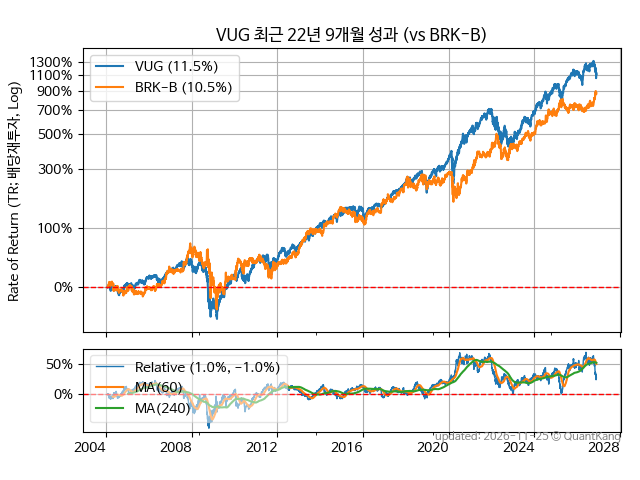 VUG 최근 22년 9개월 성과 (vs BRK-B)
Rate of Return (TR: 배당재투자, Log)
1300%
1100%
900%
700%
500%
300%
100%
0%
VUG (11.5%)
BRK-B (10.5%)
50%
0%
Relative (1.0%, -1.0%)
MA(60)
MA(240)
2004 2008 2012 2016 2020 2024 2028
updated: 2026-11-25 © QuantKang